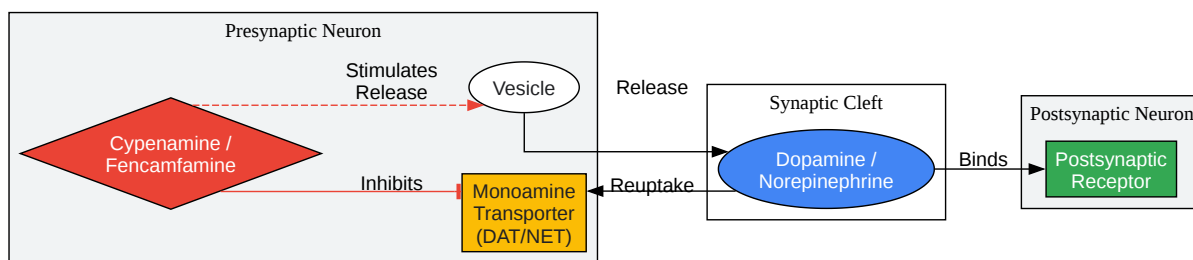 Presynaptic Neuron
Stimulates
Release
Vesicle
Release
Cypenamine /
Fencamfamine
Inhibits
Monoamine
Transporter
(DAT/NET)
Reuptake
Synaptic Cleft
Dopamine /
Norepinephrine
Binds
Postsynaptic Neuron
Postsynaptic
Receptor